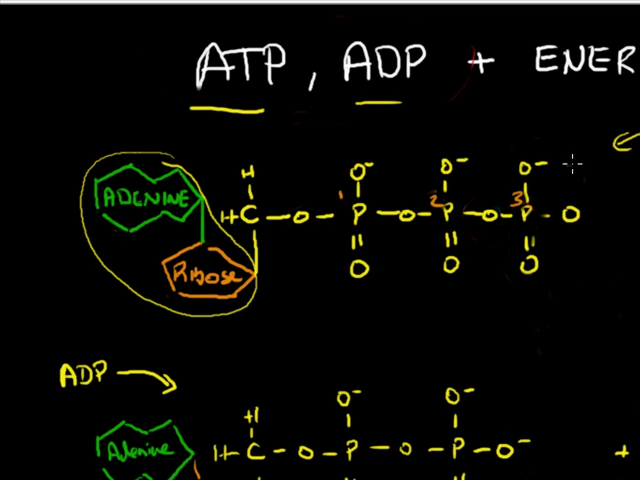 ATP, ADP + ENER
H O⁻ O⁻ O⁻
ADENINE 1 2 3
H-C-O-P-O-P-O-P-O
RIBOSE O O O
ADP
H O⁻ O⁻
Adenine H-C-O-P-O-P-O⁻ +